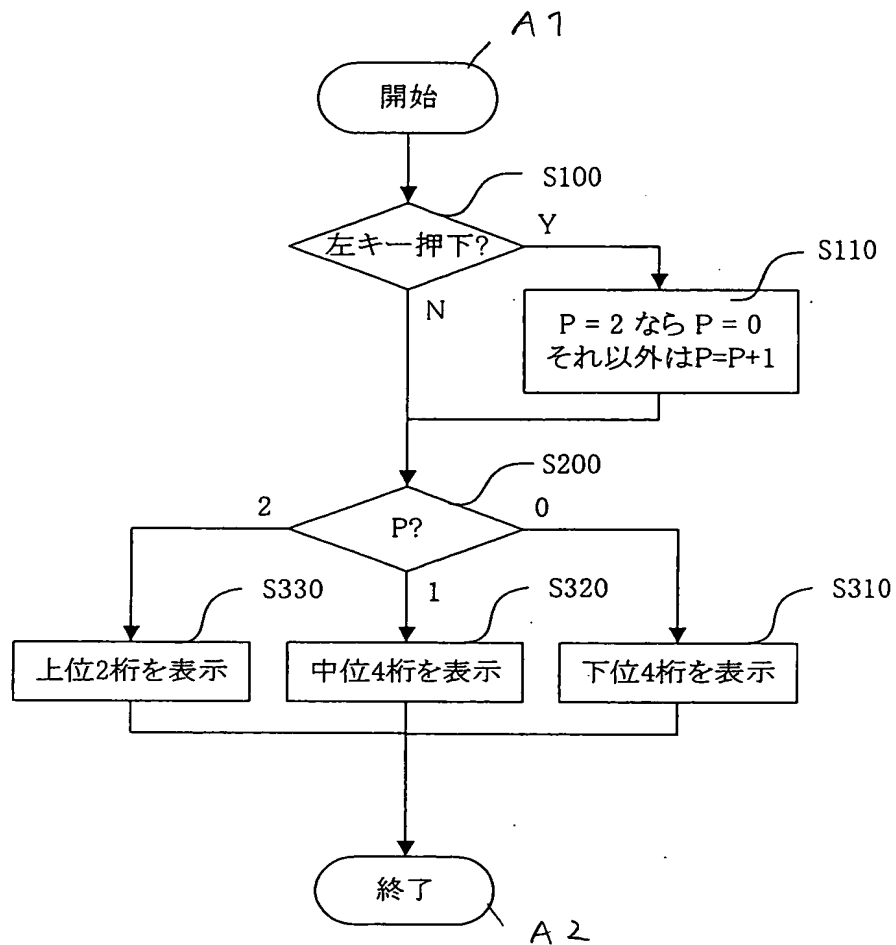 A1
開始
S100
左キー押下?
Y
S110
N
P = 2 なら P = 0
それ以外はP=P+1
S200
2
P?
0
1
S330
S320
S310
上位2桁を表示
中位4桁を表示
下位4桁を表示
終了
A2